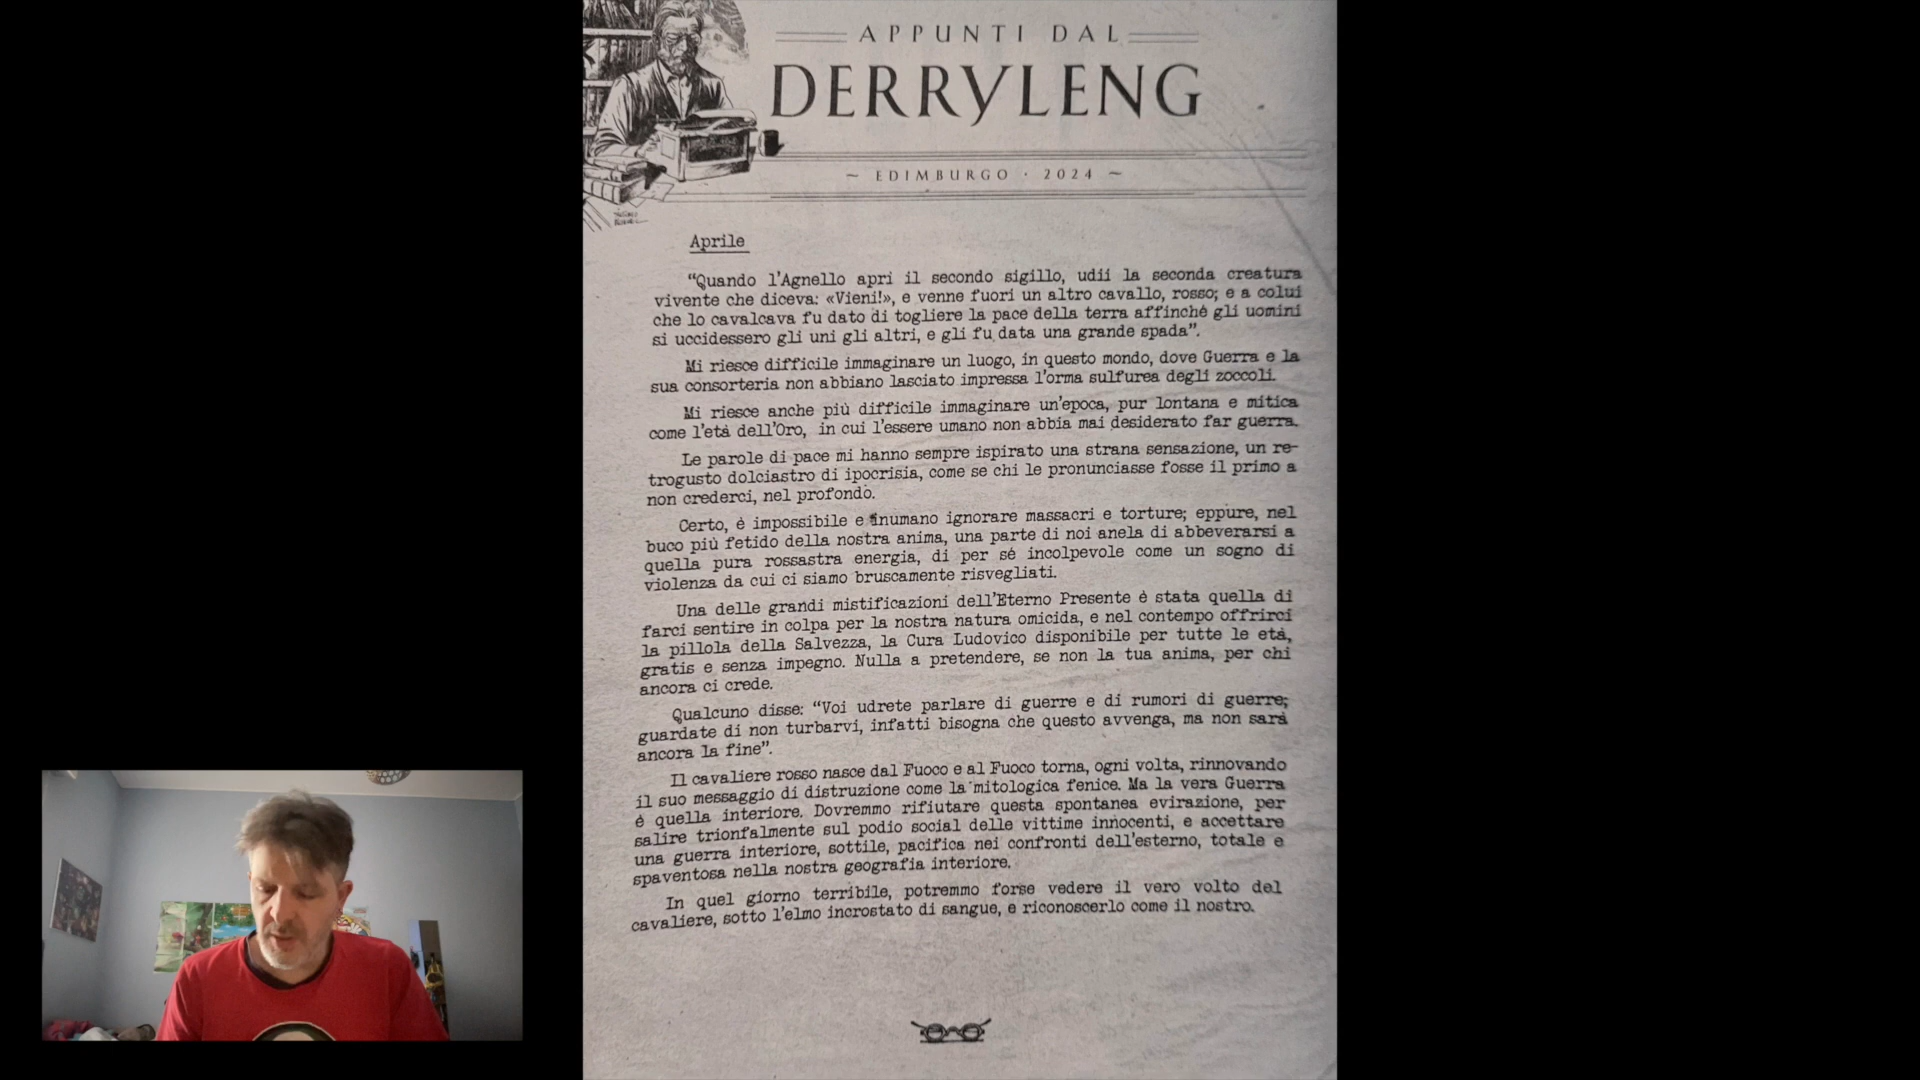 APPUNTI DAL
DERRYLENG
~ EDIMBURGO · 2024 ~
Aprile
“Quando l'Agnello apri il secondo sigillo, udii la seconda creatura
vivente che diceva: «Vieni!», e venne fuori un altro cavallo, rosso; e a colui
che lo cavalcava fu dato di togliere la pace della terra affinché gli uomini
si uccidessero gli uni gli altri, e gli fu data una grande spada”.
Mi riesce difficile immaginare un luogo, in questo mondo, dove Guerra e la
sua consorteria non abbiano lasciato impressa l'orma sulfurea degli zoccoli.
Mi riesce anche più difficile immaginare un'epoca, pur lontana e mitica
come l'età dell'Oro, in cui l'essere umano non abbia mai desiderato far guerra.
Le parole di pace mi hanno sempre ispirato una strana sensazione, un re-
trogusto dolciastro di ipocrisia, come se chi le pronunciasse fosse il primo a
non crederci, nel profondo.
Certo, è impossibile e inumano ignorare massacri e torture; eppure, nel
buco più fetido della nostra anima, una parte di noi anela di abbeverarsi a
quella pura rossastra energia, di per sé incolpevole come un sogno di
violenza da cui ci siamo bruscamente risvegliati.
Una delle grandi mistificazioni dell'Eterno Presente è stata quella di
farci sentire in colpa per la nostra natura omicida, e nel contempo offrirci
la pillola della Salvezza, la Cura Ludovico disponibile per tutte le età,
gratis e senza impegno. Nulla a pretendere, se non la tua anima, per chi
ancora ci crede.
Qualcuno disse: “Voi udrete parlare di guerre e di rumori di guerre;
guardate di non turbarvi, infatti bisogna che questo avvenga, ma non sarà
ancora la fine”.
Il cavaliere rosso nasce dal Fuoco e al Fuoco torna, ogni volta, rinnovando
il suo messaggio di distruzione come la mitologica fenice. Ma la vera Guerra
è quella interiore. Dovremmo rifiutare questa spontanea evirazione, per
salire trionfalmente sul podio social delle vittime innocenti, e accettare
una guerra interiore, sottile, pacifica nei confronti dell'esterno, totale e
spaventosa nella nostra geografia interiore.
In quel giorno terribile, potremmo forse vedere il vero volto del
cavaliere, sotto l'elmo incrostato di sangue, e riconoscerlo come il nostro.